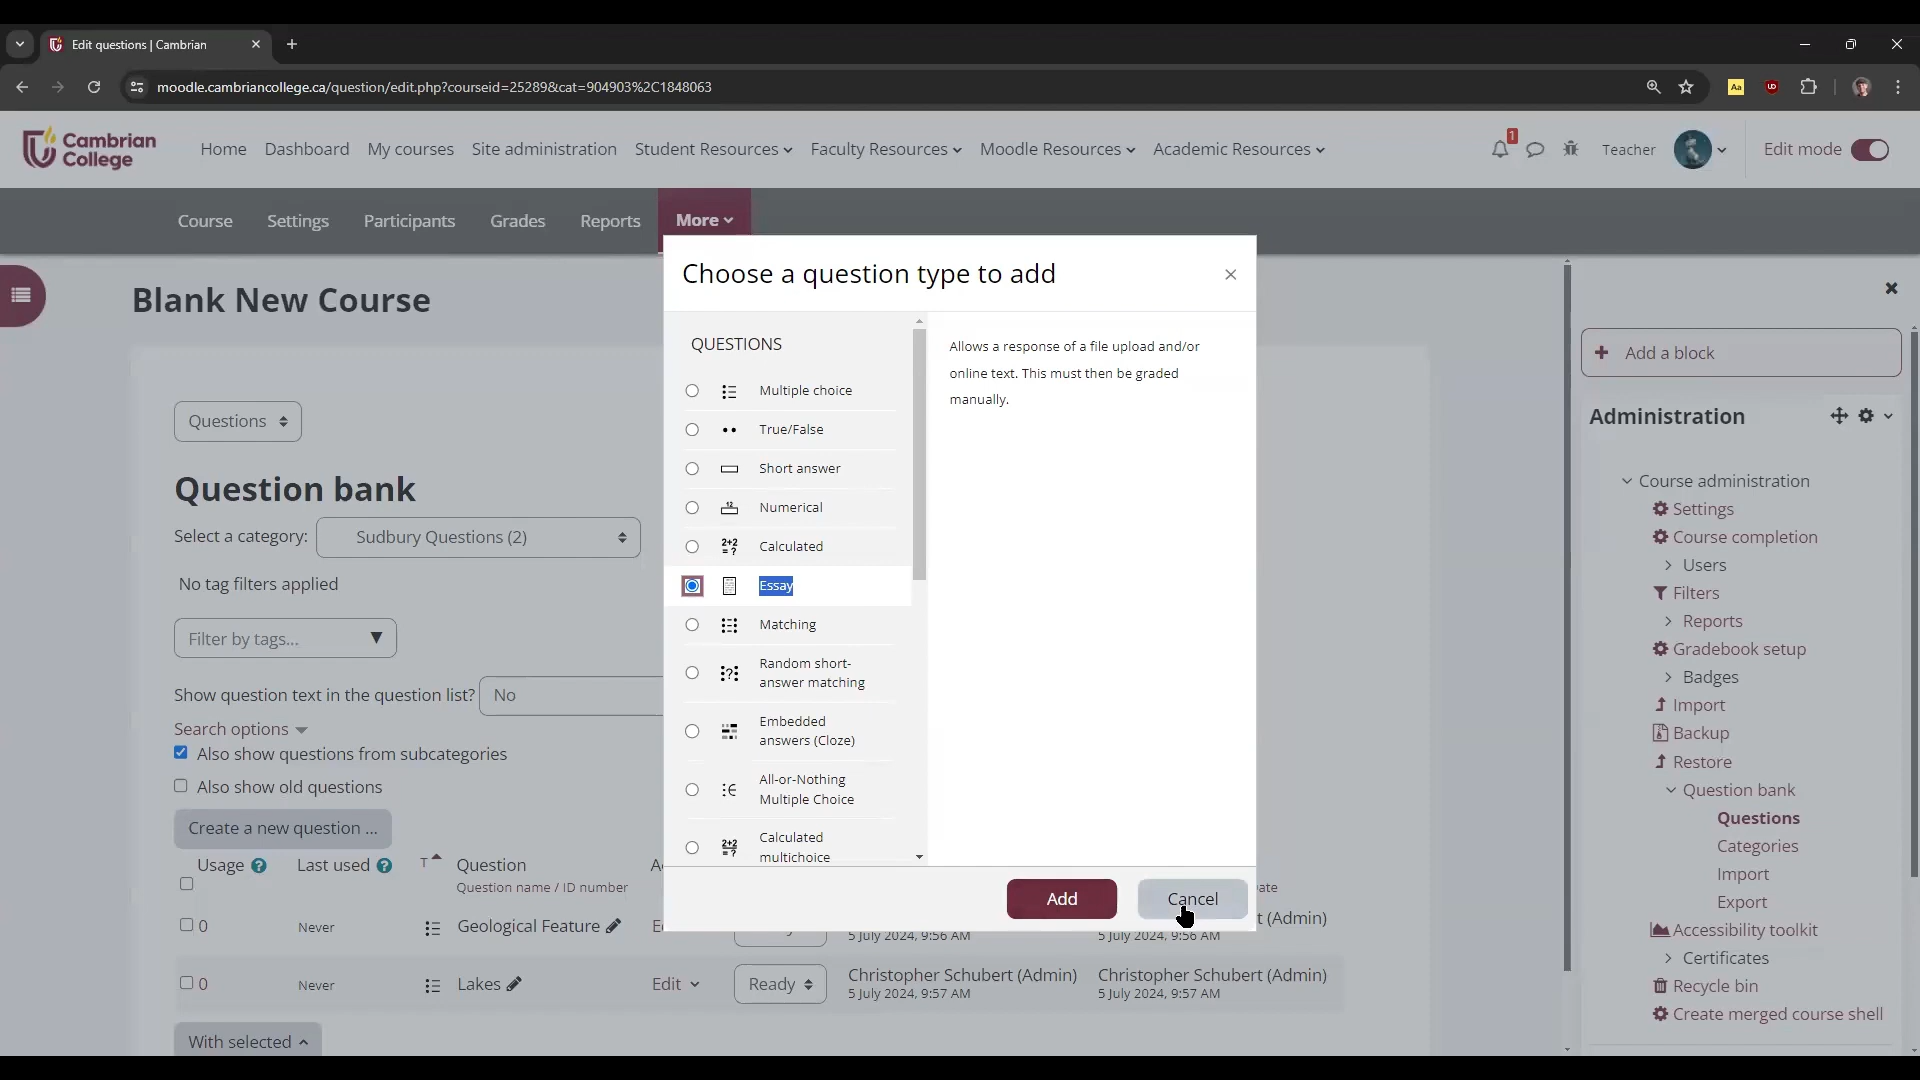 Edit questions | Cambrian
moodle.cambriancollege.ca/question/edit.php?courseid=25289&cat=904903%2C1848063
Aa
Cambrian
College
Home Dashboard My courses Site administration Student Resources Faculty Resources Moodle Resources Academic Resources
1
Teacher
Edit mode
Course Settings Participants Grades Reports More
Blank New Course
Questions
Question bank
Select a category: Sudbury Questions (2)
No tag filters applied
Filter by tags... ▼
Show question text in the question list? No
Search options
Also show questions from subcategories
Also show old questions
Create a new question ...
Usage Last used T Question
Question name / ID number
0 Never Geological Feature
5 July 2024, 9:56 AM 5 July 2024, 9:56 AM
t (Admin)
0 Never Lakes Edit Ready Christopher Schubert (Admin) Christopher Schubert (Admin)
5 July 2024, 9:57 AM 5 July 2024, 9:57 AM
With selected
Choose a question type to add
×
QUESTIONS
Multiple choice
True/False
Short answer
12 Numerical
2+2 = ? Calculated
Essay
Matching
Random short-
answer matching
Embedded
answers (Cloze)
All-or-Nothing
Multiple Choice
2+2 = ? Calculated
multichoice
Allows a response of a file upload and/or
online text. This must then be graded
manually.
Add Cancel
Add a block
Administration
Course administration
Settings
Course completion
Users
Filters
Reports
Gradebook setup
Badges
Import
Backup
Restore
Question bank
Questions
Categories
Import
Export
Accessibility toolkit
Certificates
Recycle bin
Create merged course shell